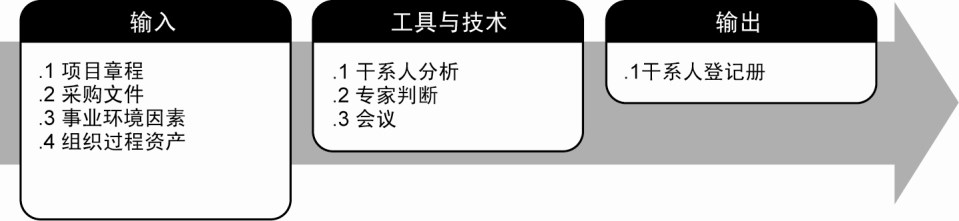 输入
.1 项目章程
.2 采购文件
.3 事业环境因素
.4 组织过程资产
工具与技术
.1 干系人分析
.2 专家判断
.3 会议
输出
.1干系人登记册